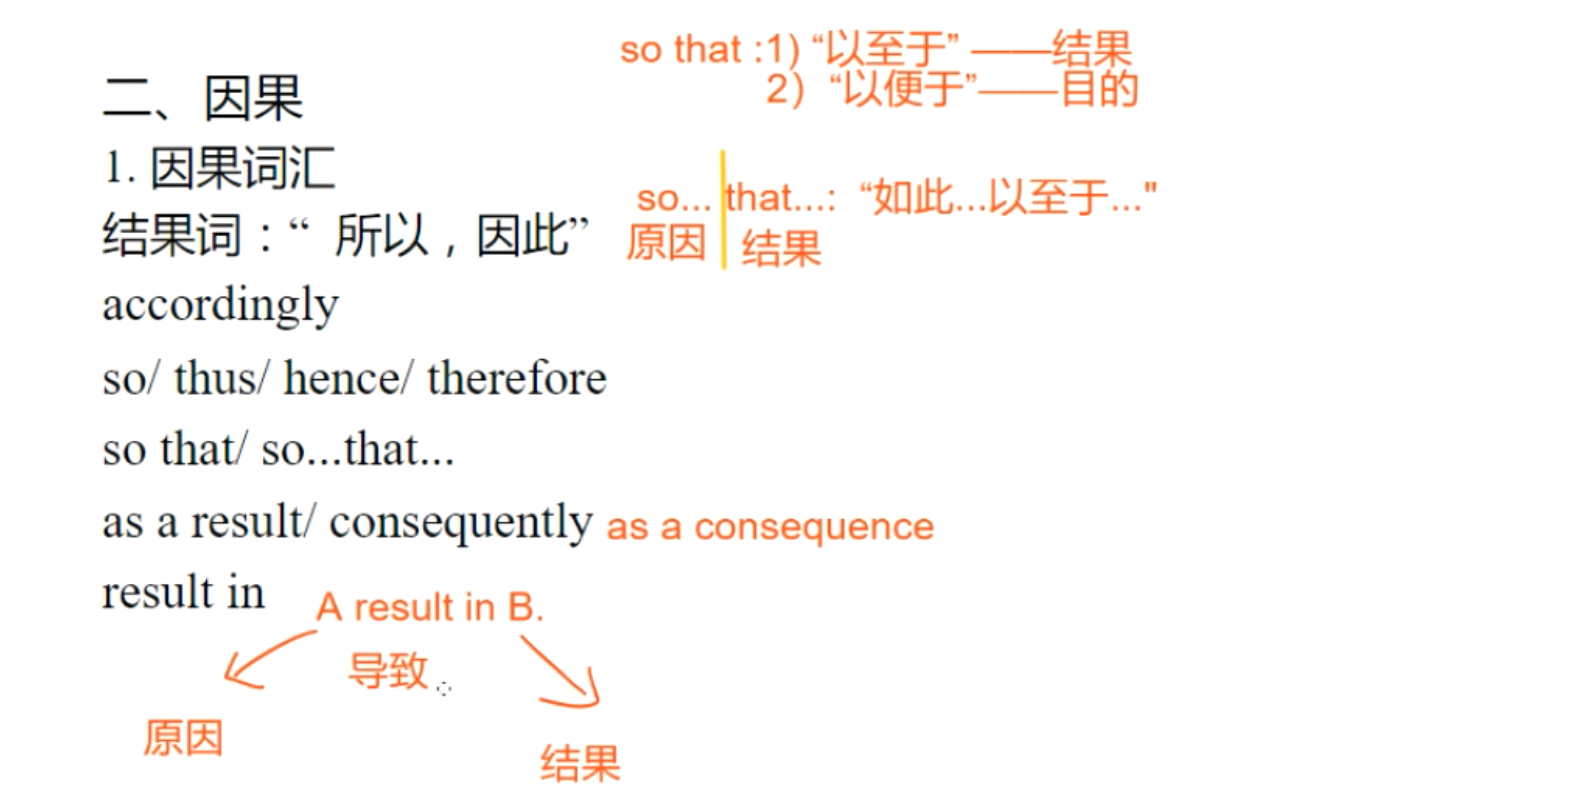 so that :1) “以至于” ——结果
2）“以便于”——目的
二、因果
1. 因果词汇
so... that...: “如此...以至于..."
结果词：“ 所以，因此”
原因 结果
accordingly
so/ thus/ hence/ therefore
so that/ so...that...
as a result/ consequently as a consequence
result in
A result in B.
导致
原因
结果